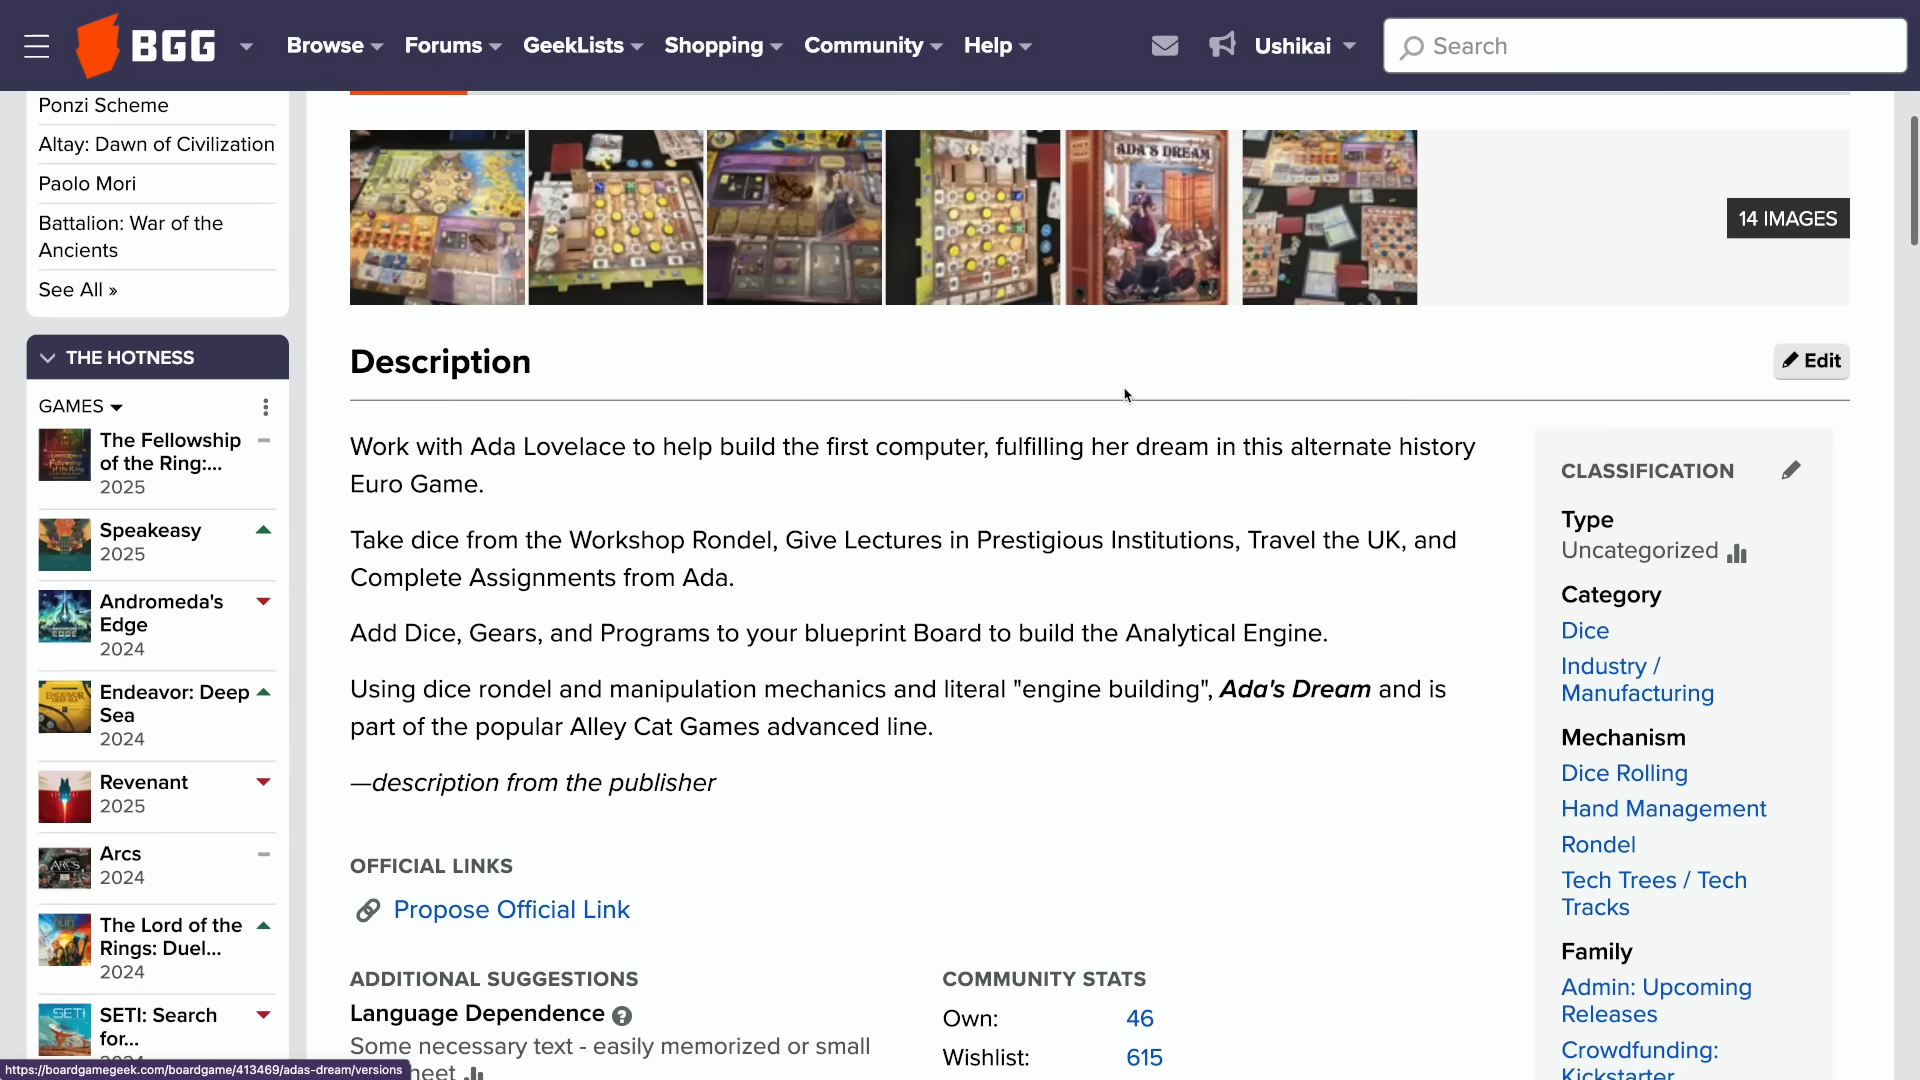 BGG
Browse
Forums
GeekLists
Shopping
Community
Help
Ushikai
Search
Ponzi Scheme
Altay: Dawn of Civilization
Paolo Mori
Battalion: War of the
Ancients
See All »
THE HOTNESS
GAMES
The Fellowship
of the Ring:...
2025
Speakeasy
2025
Andromeda's
Edge
2024
Endeavor: Deep
Sea
2024
Revenant
2025
Arcs
2024
The Lord of the
Rings: Duel...
2024
SETI: Search
for...
https://boardgamegeek.com/boardgame/413469/adas-dream/versions
ADA'S DREAM
14 IMAGES
Description
Edit
Work with Ada Lovelace to help build the first computer, fulfilling her dream in this alternate history
Euro Game.
Take dice from the Workshop Rondel, Give Lectures in Prestigious Institutions, Travel the UK, and
Complete Assignments from Ada.
Add Dice, Gears, and Programs to your blueprint Board to build the Analytical Engine.
Using dice rondel and manipulation mechanics and literal "engine building", Ada's Dream and is
part of the popular Alley Cat Games advanced line.
—description from the publisher
OFFICIAL LINKS
Propose Official Link
ADDITIONAL SUGGESTIONS
Language Dependence
Some necessary text - easily memorized or small
COMMUNITY STATS
Own: 46
Wishlist: 615
CLASSIFICATION
Type
Uncategorized
Category
Dice
Industry /
Manufacturing
Mechanism
Dice Rolling
Hand Management
Rondel
Tech Trees / Tech
Tracks
Family
Admin: Upcoming
Releases
Crowdfunding:
Kickstarter